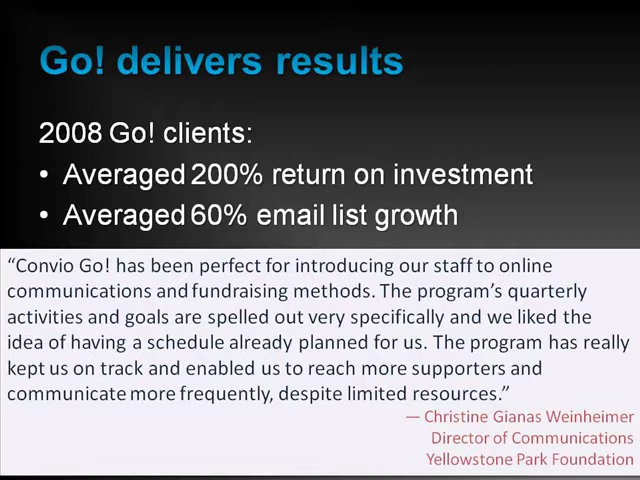 Go! delivers results
2008 Go! clients:
• Averaged 200% return on investment
• Averaged 60% email list growth
“Convio Go! has been perfect for introducing our staff to online
communications and fundraising methods. The program’s quarterly
activities and goals are spelled out very specifically and we liked the
idea of having a schedule already planned for us. The program has really
kept us on track and enabled us to reach more supporters and
communicate more frequently, despite limited resources.”
— Christine Gianas Weinheimer
Director of Communications
Yellowstone Park Foundation